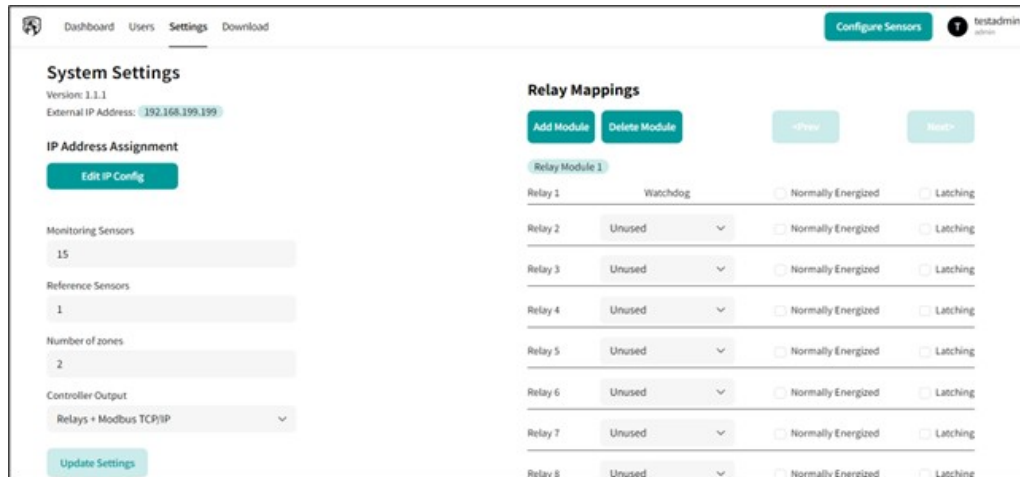 Dashboard Users Settings Download
Configure Sensors
T
testadmin
admin
System Settings
Version: 1.1.1
External IP Address: 192.168.199.199
IP Address Assignment
Edit IP Config
Monitoring Sensors
15
Reference Sensors
1
Number of zones
2
Controller Output
Relays + Modbus TCP/IP
Update Settings
Relay Mappings
Add Module Delete Module <Prev Next>
Relay Module 1
Relay 1 Watchdog Normally Energized Latching
Relay 2 Unused Normally Energized Latching
Relay 3 Unused Normally Energized Latching
Relay 4 Unused Normally Energized Latching
Relay 5 Unused Normally Energized Latching
Relay 6 Unused Normally Energized Latching
Relay 7 Unused Normally Energized Latching
Relay 8 Unused Normally Energized Latching